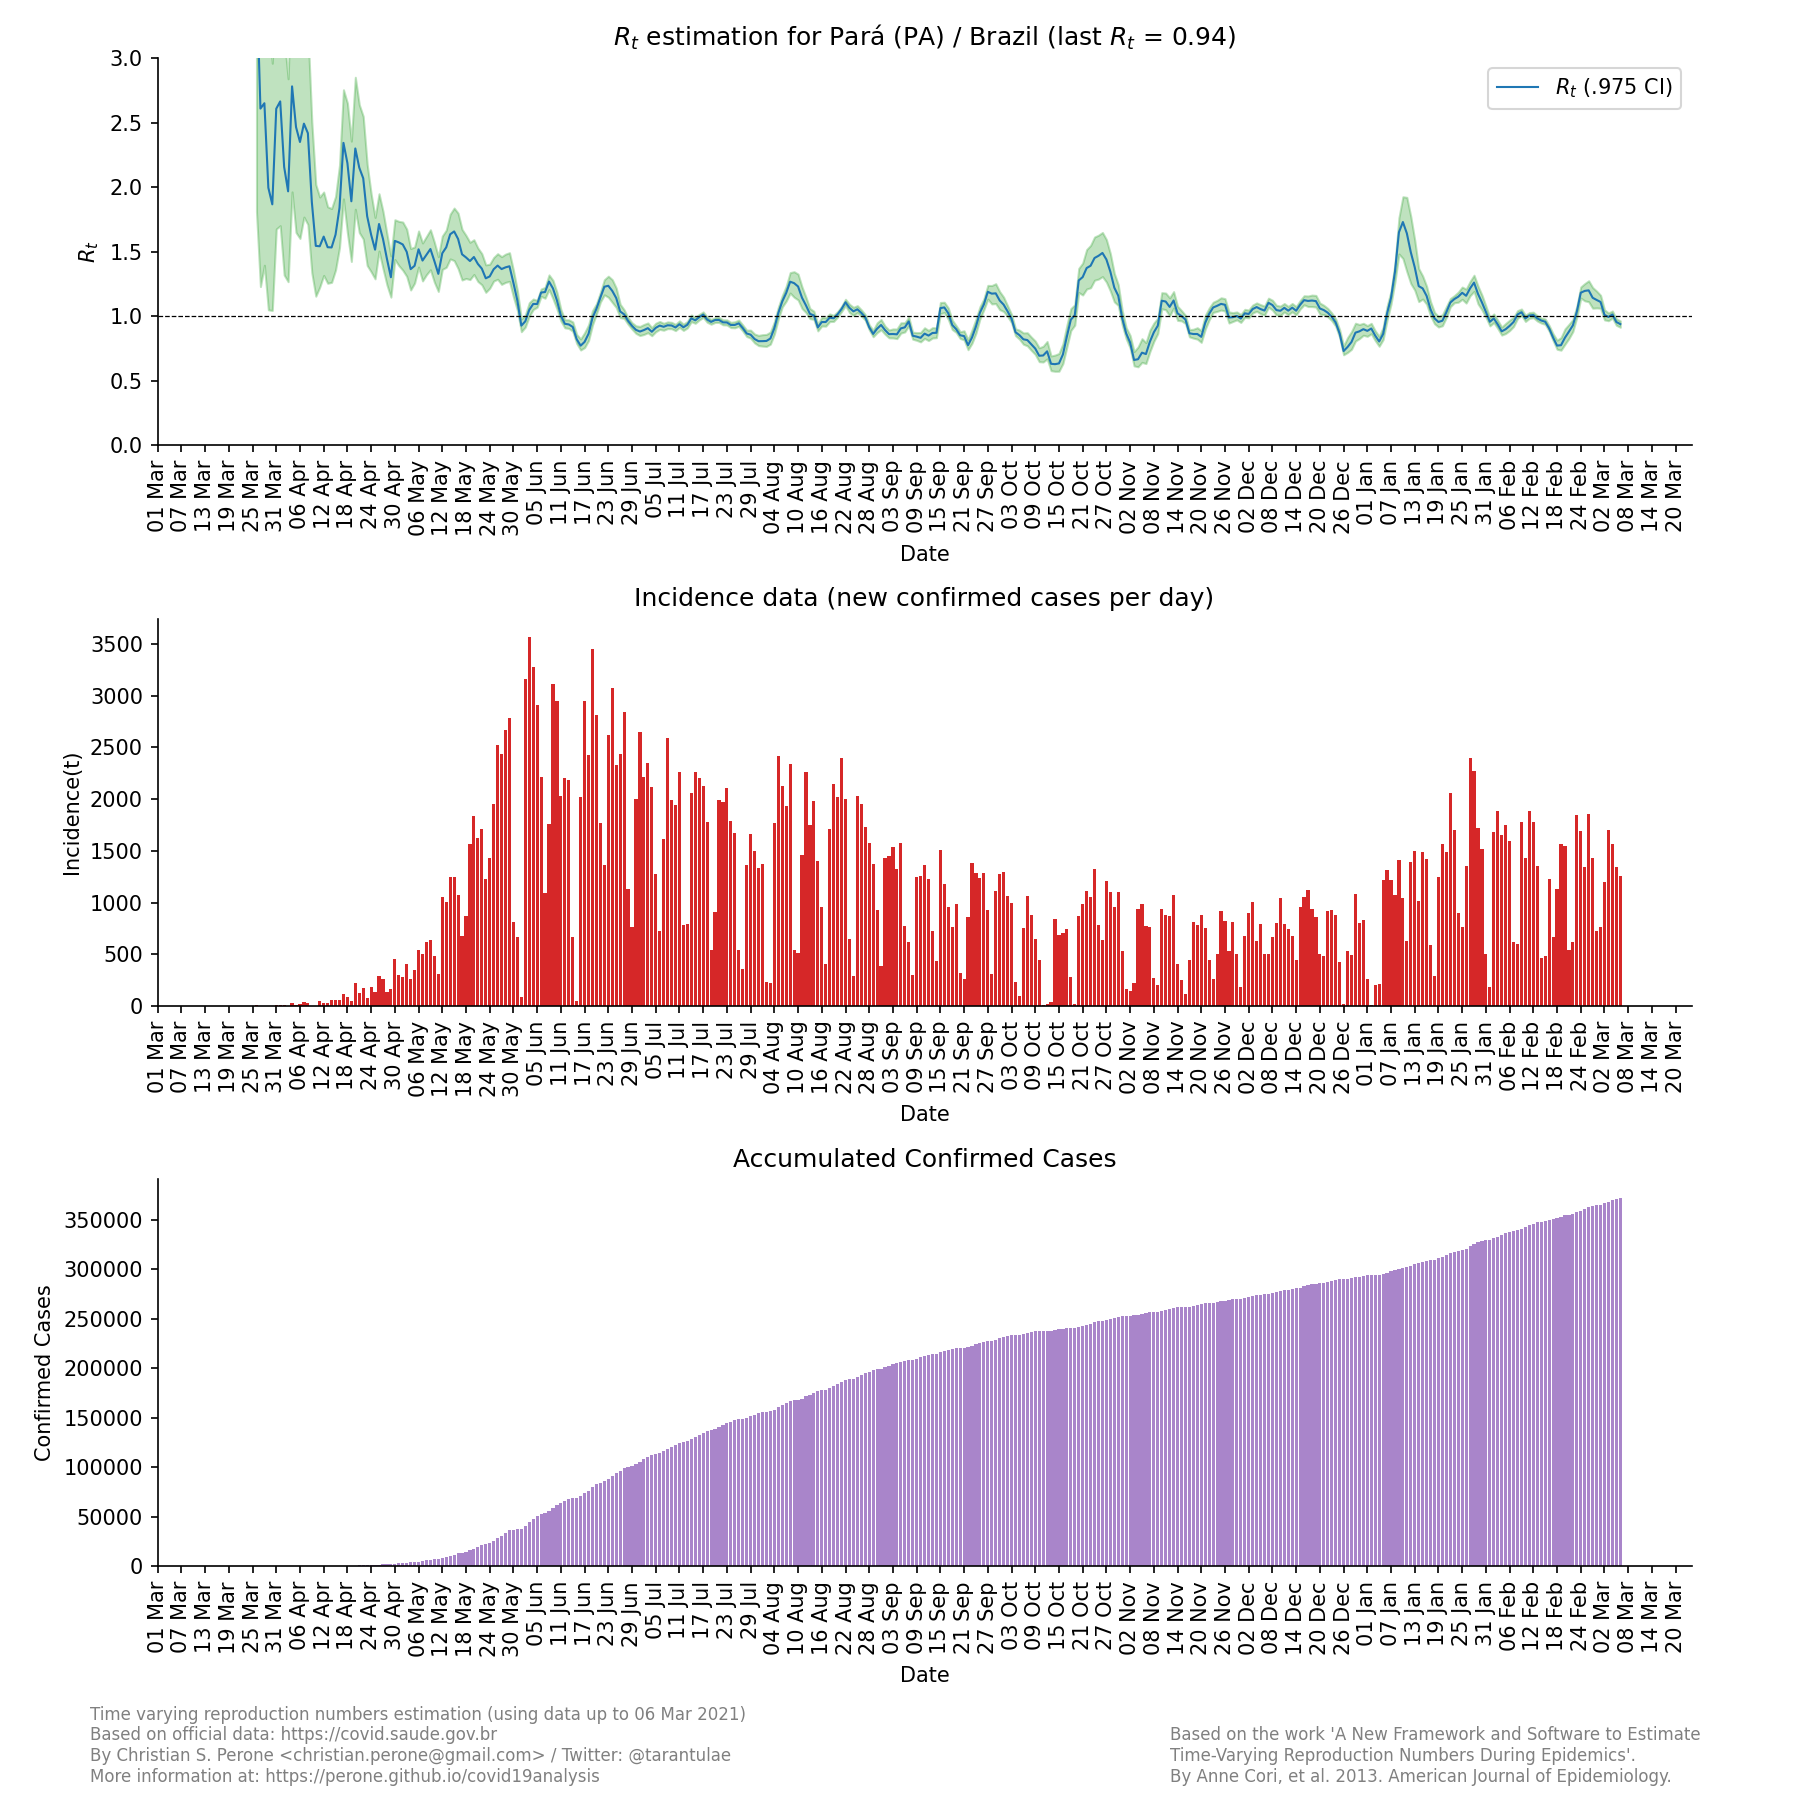 Rt estimation for Pará (PA) / Brazil (last Rt = 0.94)
Rt (.975 CI)
Rt
3.0
2.5
2.0
1.5
1.0
0.5
0.0
01 Mar 07 Mar 13 Mar 19 Mar 25 Mar 31 Mar 06 Apr 12 Apr 18 Apr 24 Apr 30 Apr 06 May 12 May 18 May 24 May 30 May 05 Jun 11 Jun 17 Jun 23 Jun 29 Jun 05 Jul 11 Jul 17 Jul 23 Jul 29 Jul 04 Aug 10 Aug 16 Aug 22 Aug 28 Aug 03 Sep 09 Sep 15 Sep 21 Sep 27 Sep 03 Oct 09 Oct 15 Oct 21 Oct 27 Oct 02 Nov 08 Nov 14 Nov 20 Nov 26 Nov 02 Dec 08 Dec 14 Dec 20 Dec 26 Dec 01 Jan 07 Jan 13 Jan 19 Jan 25 Jan 31 Jan 06 Feb 12 Feb 18 Feb 24 Feb 02 Mar 08 Mar 14 Mar 20 Mar
Date
Incidence data (new confirmed cases per day)
Incidence(t)
3500
3000
2500
2000
1500
1000
500
0
01 Mar 07 Mar 13 Mar 19 Mar 25 Mar 31 Mar 06 Apr 12 Apr 18 Apr 24 Apr 30 Apr 06 May 12 May 18 May 24 May 30 May 05 Jun 11 Jun 17 Jun 23 Jun 29 Jun 05 Jul 11 Jul 17 Jul 23 Jul 29 Jul 04 Aug 10 Aug 16 Aug 22 Aug 28 Aug 03 Sep 09 Sep 15 Sep 21 Sep 27 Sep 03 Oct 09 Oct 15 Oct 21 Oct 27 Oct 02 Nov 08 Nov 14 Nov 20 Nov 26 Nov 02 Dec 08 Dec 14 Dec 20 Dec 26 Dec 01 Jan 07 Jan 13 Jan 19 Jan 25 Jan 31 Jan 06 Feb 12 Feb 18 Feb 24 Feb 02 Mar 08 Mar 14 Mar 20 Mar
Date
Accumulated Confirmed Cases
Confirmed Cases
350000
300000
250000
200000
150000
100000
50000
0
01 Mar 07 Mar 13 Mar 19 Mar 25 Mar 31 Mar 06 Apr 12 Apr 18 Apr 24 Apr 30 Apr 06 May 12 May 18 May 24 May 30 May 05 Jun 11 Jun 17 Jun 23 Jun 29 Jun 05 Jul 11 Jul 17 Jul 23 Jul 29 Jul 04 Aug 10 Aug 16 Aug 22 Aug 28 Aug 03 Sep 09 Sep 15 Sep 21 Sep 27 Sep 03 Oct 09 Oct 15 Oct 21 Oct 27 Oct 02 Nov 08 Nov 14 Nov 20 Nov 26 Nov 02 Dec 08 Dec 14 Dec 20 Dec 26 Dec 01 Jan 07 Jan 13 Jan 19 Jan 25 Jan 31 Jan 06 Feb 12 Feb 18 Feb 24 Feb 02 Mar 08 Mar 14 Mar 20 Mar
Date
Time varying reproduction numbers estimation (using data up to 06 Mar 2021)
Based on official data: https://covid.saude.gov.br
By Christian S. Perone <christian.perone@gmail.com> / Twitter: @tarantulae
More information at: https://perone.github.io/covid19analysis
Based on the work 'A New Framework and Software to Estimate
Time-Varying Reproduction Numbers During Epidemics'.
By Anne Cori, et al. 2013. American Journal of Epidemiology.